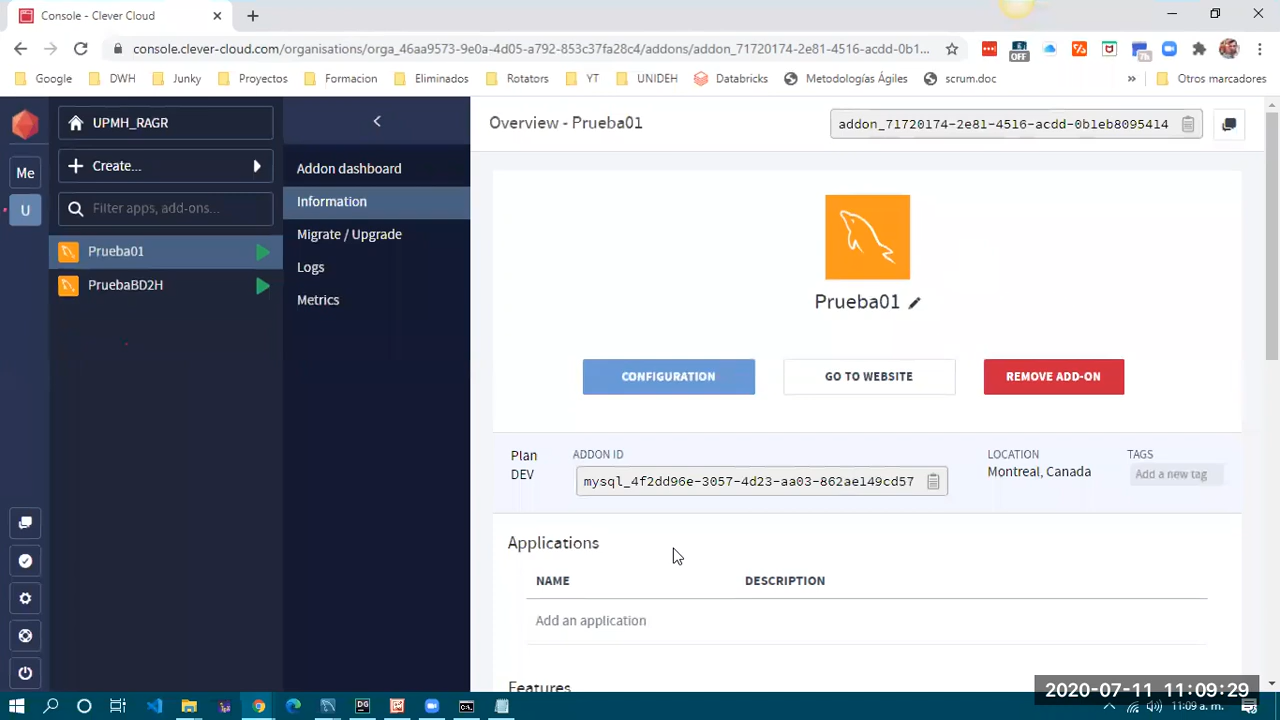 Console - Clever Cloud
console.clever-cloud.com/organisations/orga_46aa9573-9e0a-4d05-a792-853c37fa28c4/addons/addon_71720174-2e81-4516-acdd-0b1...
OFF
7h
Google
DWH
Junky
Proyectos
Formacion
Eliminados
Rotators
YT
UNIDEH
Databricks
Metodologías Ágiles
scrum.doc
»
Otros marcadores
UPMH_RAGR
Create...
Me
U
Filter apps, add-ons...
Prueba01
PruebaBD2H
Addon dashboard
Information
Migrate / Upgrade
Logs
Metrics
Overview - Prueba01
addon_71720174-2e81-4516-acdd-0b1eb8095414
Prueba01
CONFIGURATION
GO TO WEBSITE
REMOVE ADD-ON
Plan
DEV
ADDON ID
mysql_4f2dd96e-3057-4d23-aa03-862ae149cd57
LOCATION
Montreal, Canada
TAGS
Add a new tag
Applications
NAME
DESCRIPTION
Add an application
Features
2020-07-11 11:09:29
11:09 a. m.